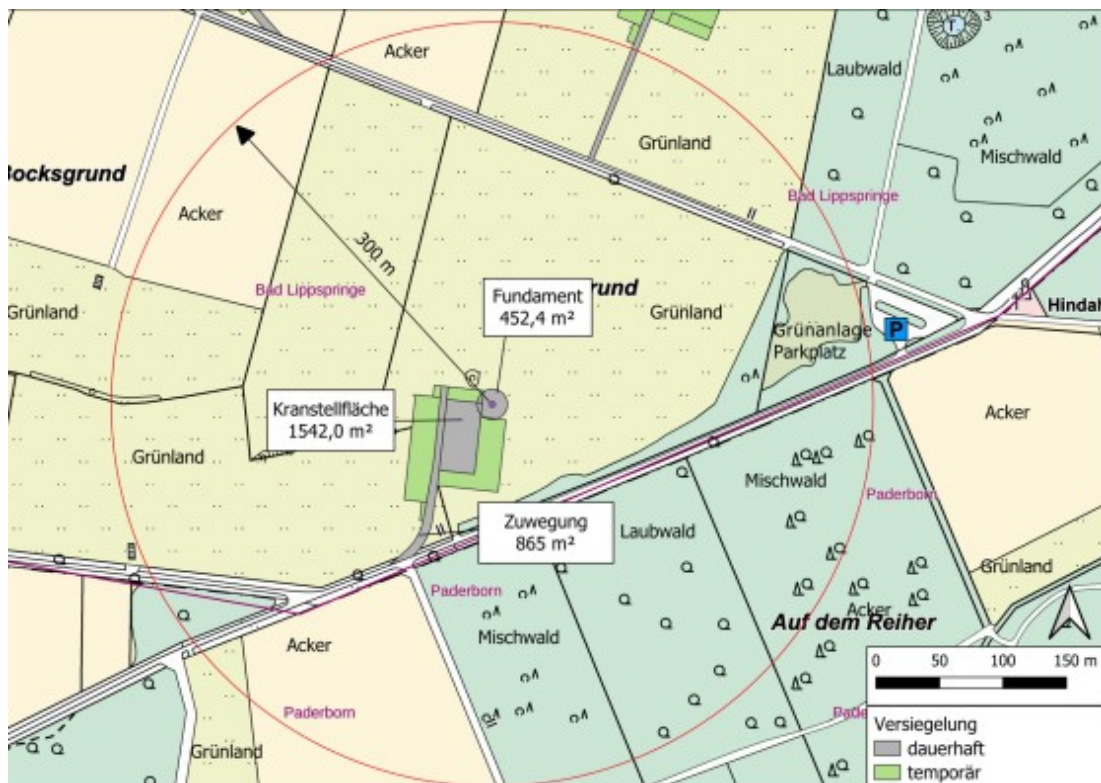 3
T
Acker
Laubwald
Grünland
Mischwald
Bocksgrund
Bad Lippspringe
Acker
300 m
Bad Lippspringe
Fundament
452,4 m²
rund
Grünland
Grünland
Hindah
P
Grünanlage
Parkplatz
Kranstellfläche
1542,0 m²
Acker
Grünland
Mischwald
Paderborn
Zuwegung
865 m²
Laubwald
Grünland
Paderborn
Acker
Auf dem Reiher
Mischwald
Acker
0 50 100 150 m
Paderborn
Pad
Versiegelung
Grünland
dauerhaft
temporär